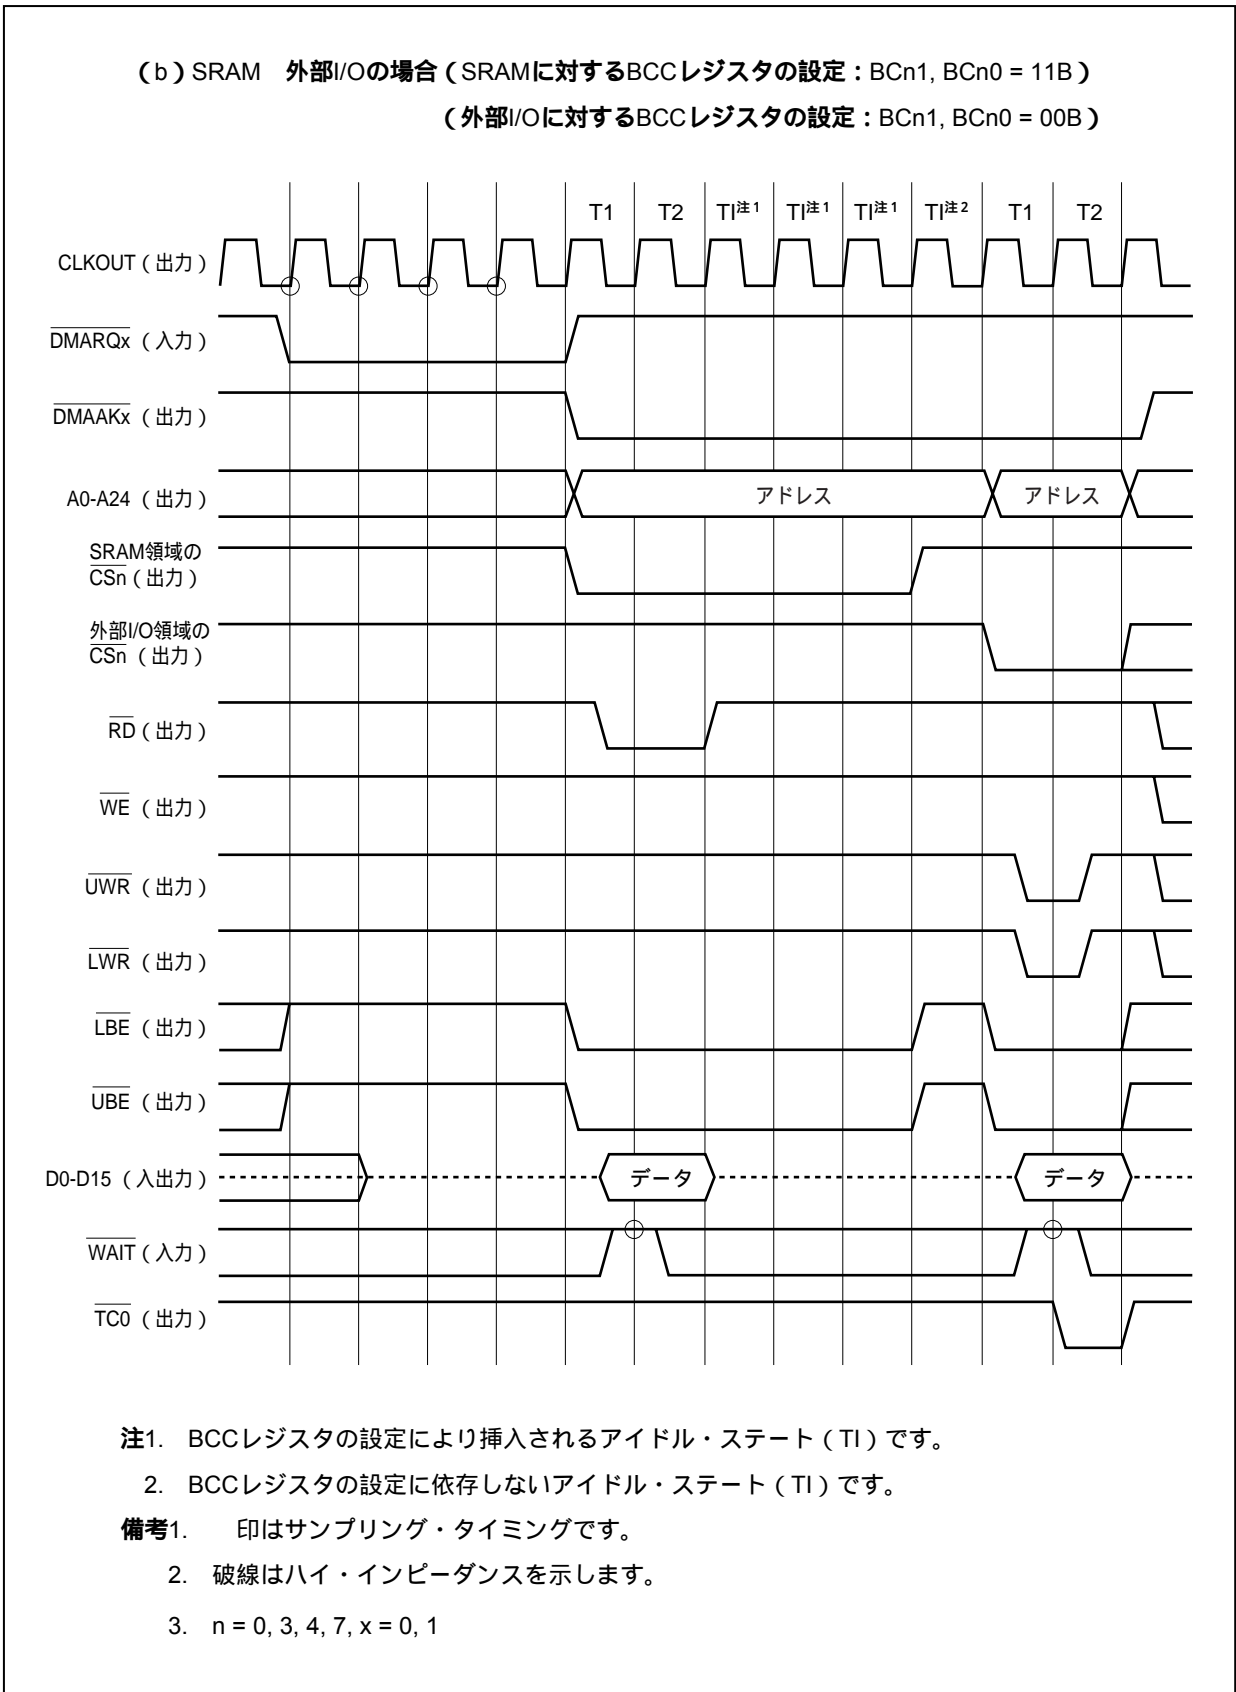 （b）SRAM　外部I/Oの場合（SRAMに対するBCCレジスタの設定：BCn1, BCn0 = 11B）
（外部I/Oに対するBCCレジスタの設定：BCn1, BCn0 = 00B）
T1 T2 TI注1 TI注1 TI注1 TI注2 T1 T2
CLKOUT（出力）
DMARQx（入力）
DMAAKx（出力）
A0-A24（出力） アドレス アドレス
SRAM領域の
CSn（出力）
外部I/O領域の
CSn（出力）
RD（出力）
WE（出力）
UWR（出力）
LWR（出力）
LBE（出力）
UBE（出力）
D0-D15（入出力） データ データ
WAIT（入力）
TC0（出力）
注1.　BCCレジスタの設定により挿入されるアイドル・ステート（TI）です。
2.　BCCレジスタの設定に依存しないアイドル・ステート（TI）です。
備考1.　　印はサンプリング・タイミングです。
2.　破線はハイ・インピーダンスを示します。
3.　n = 0, 3, 4, 7, x = 0, 1